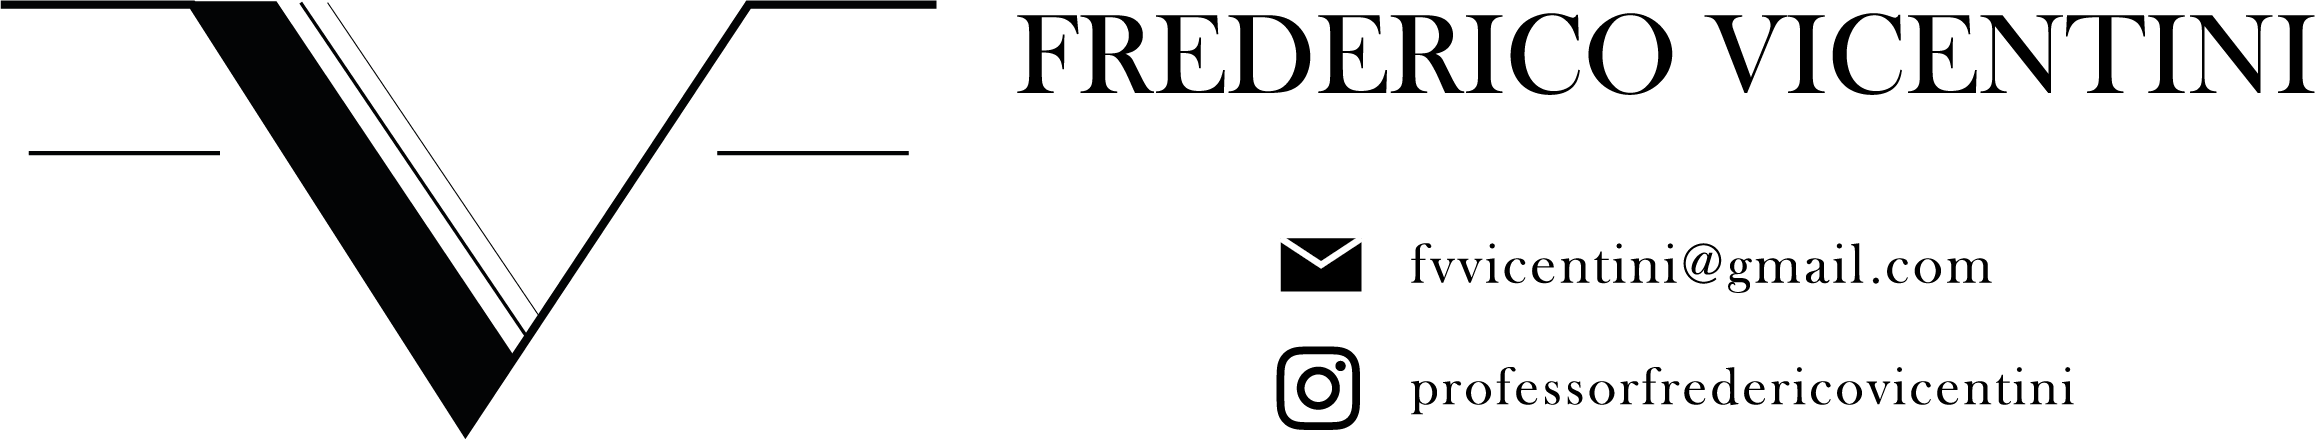 FREDERICO VICENTINI
fvvicentini@gmail.com
professorfredericovicentini